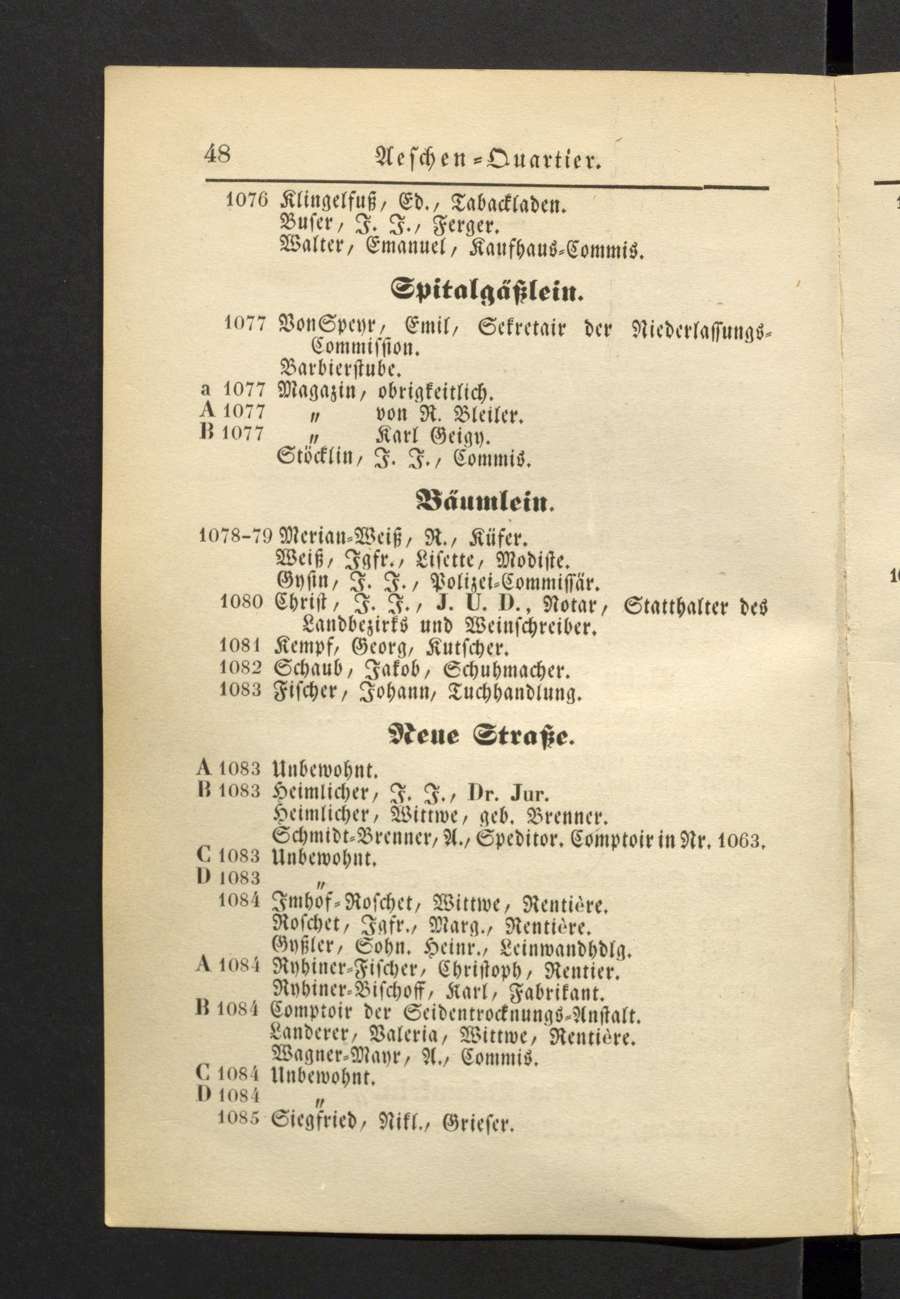 48 Aeschen-Quartier.
1076 Klingelfuß, Ed., Tabackladen.
Buser, J. J., Ferger.
Walter, Emanuel, Kaufhaus-Commis.
Spitalgäßlein.
1077 VonSpeyr, Emil, Sekretair der Niederlassungs-
Commission.
Barbierstube.
a 1077 Magazin, obrigkeitlich.
A 1077 „ von R. Bleiler.
B 1077 „ Karl Geigy.
Stöcklin, J. J., Commis.
Bäumlein.
1078-79 Merian-Weiß, R., Küfer.
Weiß, Jgfr., Lisette, Modiste.
Gysin, J. J., Polizei-Commissär.
1080 Christ, J. J., J. U. D., Notar, Statthalter des
Landbezirks und Weinschreiber.
1081 Kempf, Georg, Kutscher.
1082 Schaub, Jakob, Schuhmacher.
1083 Fischer, Johann, Tuchhandlung.
Neue Straße.
A 1083 Unbewohnt.
B 1083 Heimlicher, J. J., Dr. Jur.
Heimlicher, Wittwe, geb. Brenner.
Schmidt-Brenner, A., Speditor. Comptoir in Nr. 1063.
C 1083 Unbewohnt.
D 1083 „
1084 Imhof-Roschet, Wittwe, Rentière.
Roschet, Jgfr., Marg., Rentière.
Gyßler, Sohn. Heinr., Leinwandhdlg.
A 1084 Ryhiner-Fischer, Christoph, Rentier.
Ryhiner-Bischoff, Karl, Fabrikant.
B 1084 Comptoir der Seidentrocknungs-Anstalt.
Landerer, Valeria, Wittwe, Rentière.
Wagner-Mayr, A., Commis.
C 1084 Unbewohnt.
D 1084 „
1085 Siegfried, Nikl., Grieser.